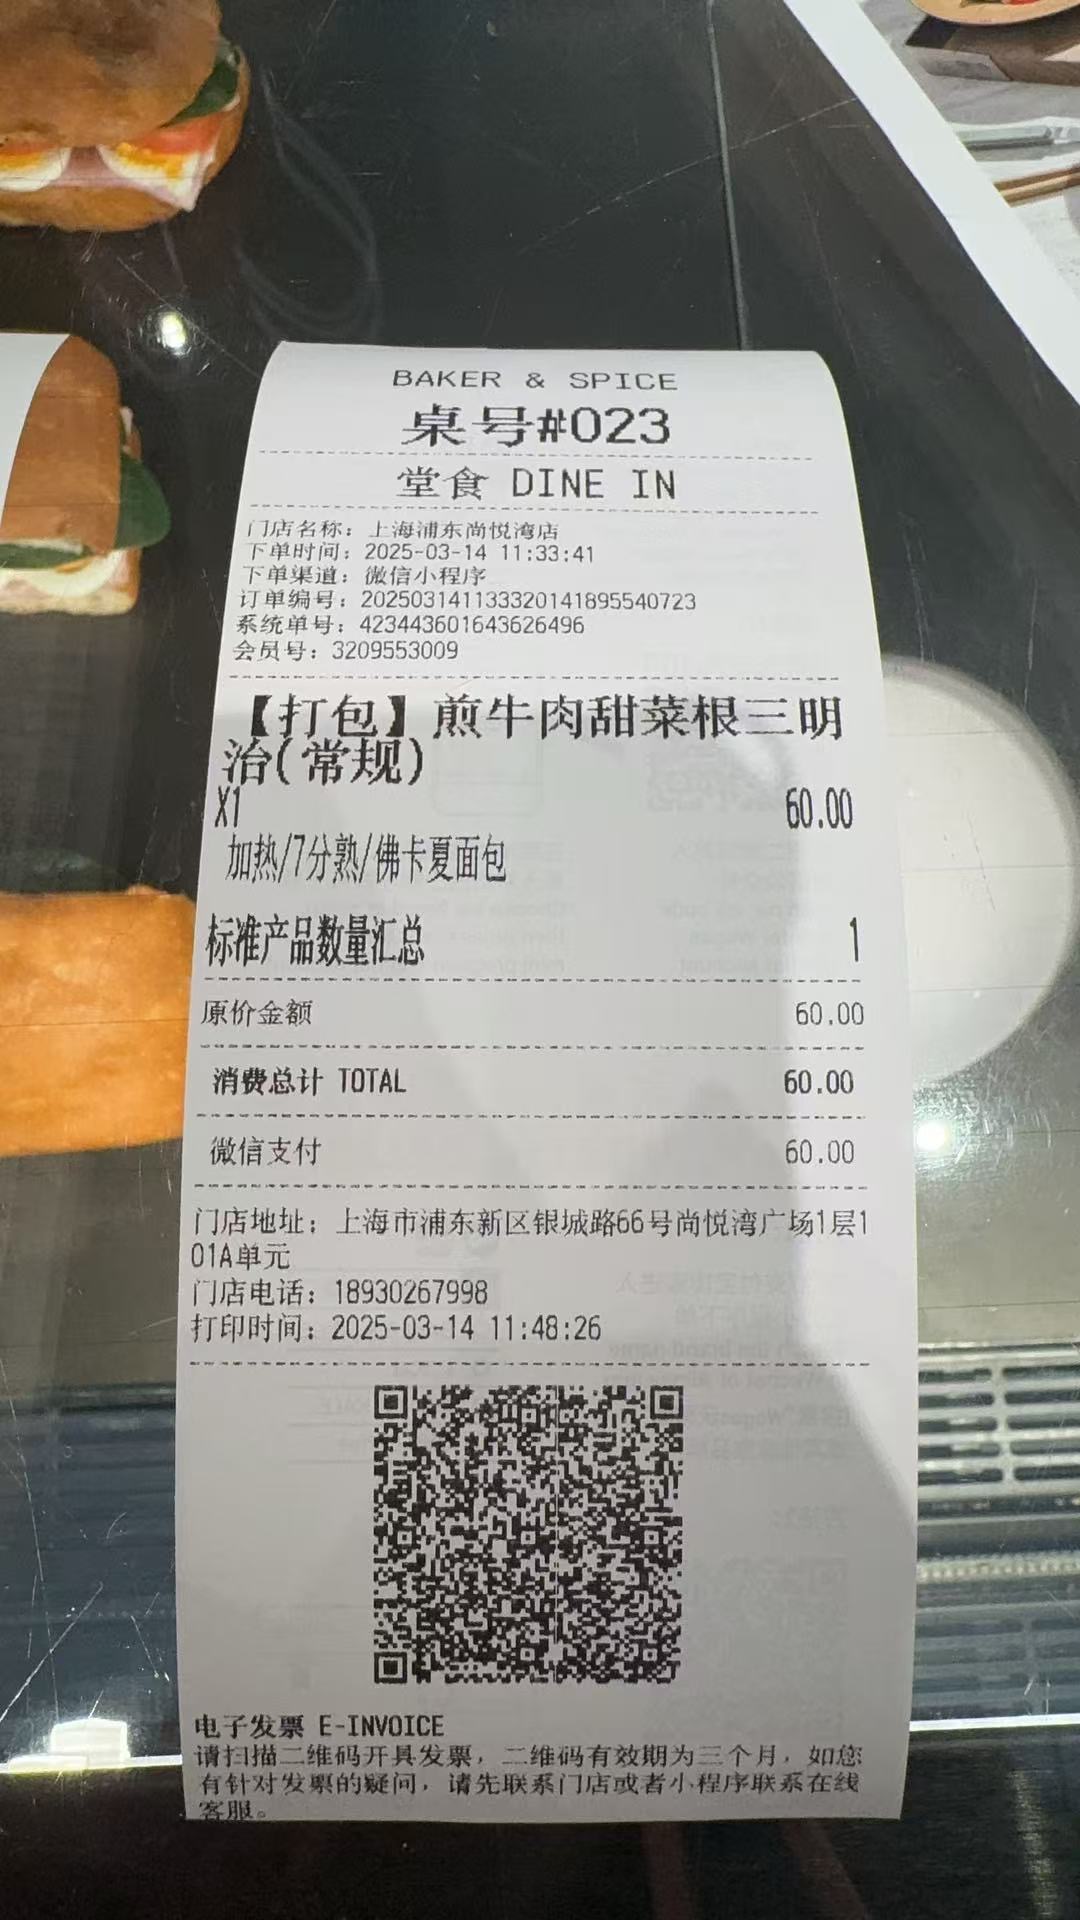 BAKER & SPICE
桌号#023
堂食 DINE IN
门店名称：上海浦东尚悦湾店
下单时间：2025-03-14 11:33:41
下单渠道：微信小程序
订单编号：20250314113332014189554​0723
系统单号：423443601643626496
会员号：3209553009
【打包】煎牛肉甜菜根三明
治(常规)
X1 60.00
加热/7分熟/佛卡夏面包
标准产品数量汇总 1
原价金额 60.00
消费总计 TOTAL 60.00
微信支付 60.00
门店地址：上海市浦东新区银城路66号尚悦湾广场1层1
01A单元
门店电话：18930267998
打印时间：2025-03-14 11:48:26
电子发票 E-INVOICE
请扫描二维码开具发票，二维码有效期为三个月，如您
有针对发票的疑问，请先联系门店或者小程序联系在线
客服。